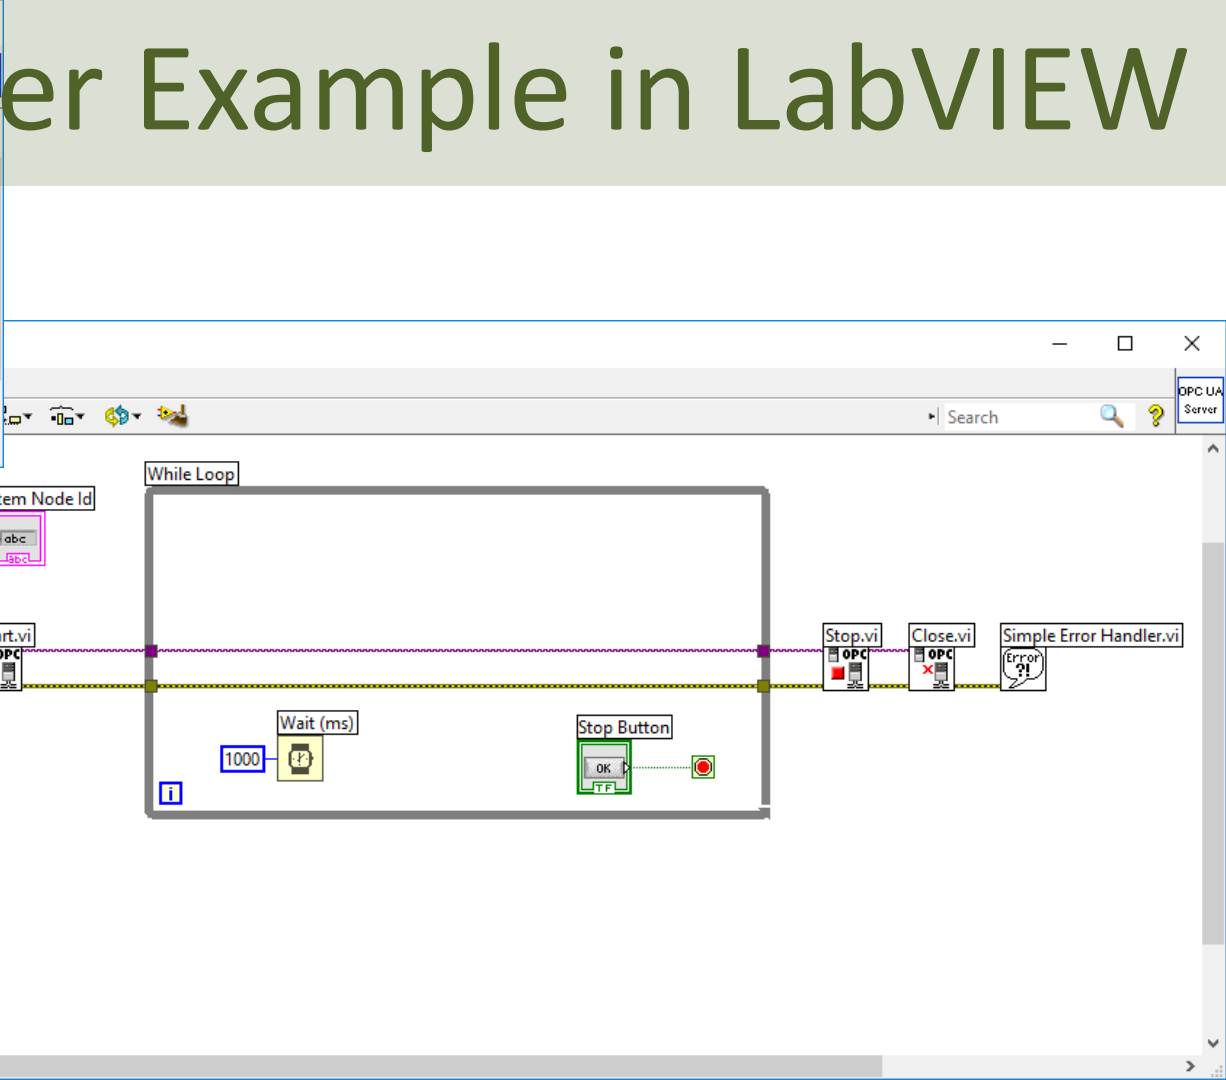 er Example in LabVIEW
OPC UA
Server
Search
While Loop
tem Node Id
abc
abc
rt.vi
Stop.vi
Close.vi
Simple Error Handler.vi
OPC
OPC
OPC
Error
?!
Wait (ms)
Stop Button
1000
OK
TF
i